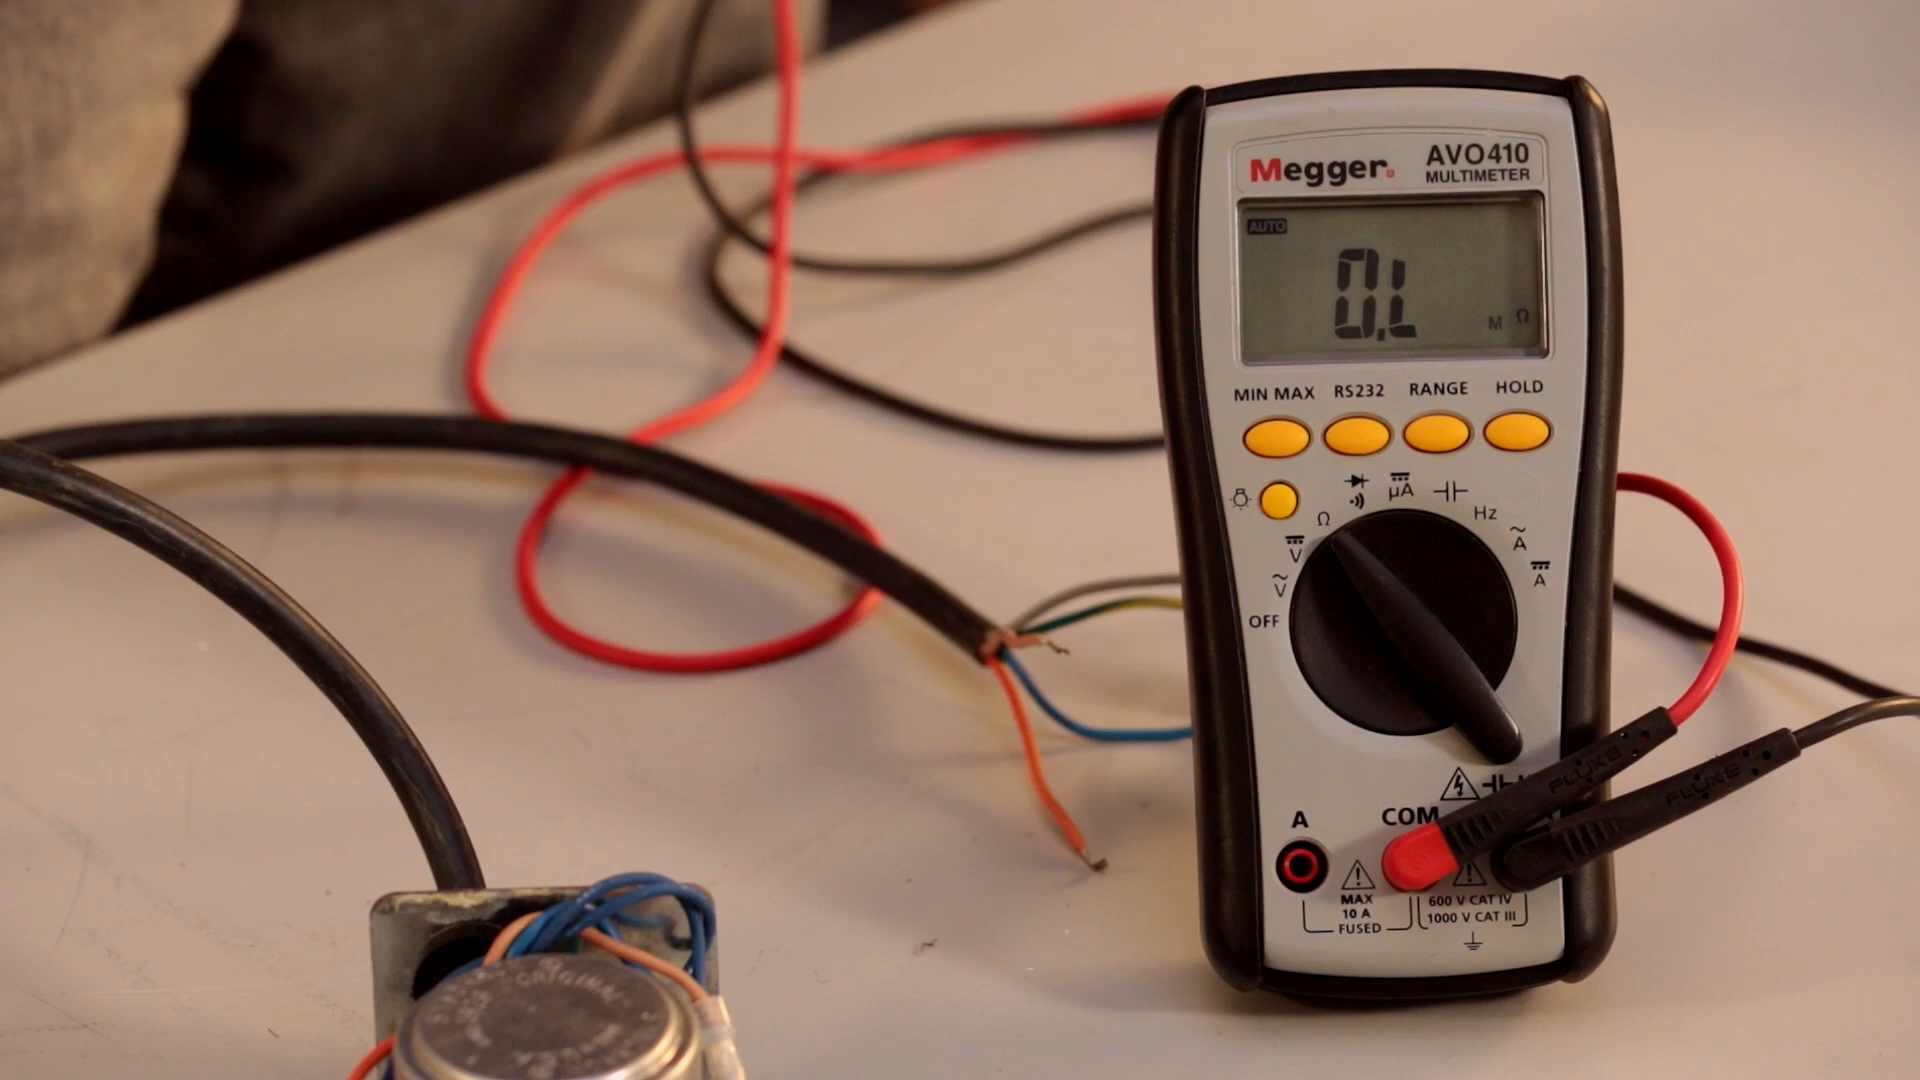 Megger.
AVO410
MULTIMETER
AUTO
0.L
M Ω
MIN MAX RS232 RANGE HOLD
µA
Hz
Ω
V
A
V
A
OFF
FLUKE
FLUKE
A
COM
MAX
10 A
FUSED
600 V CAT IV
1000 V CAT III
ORIGINAL